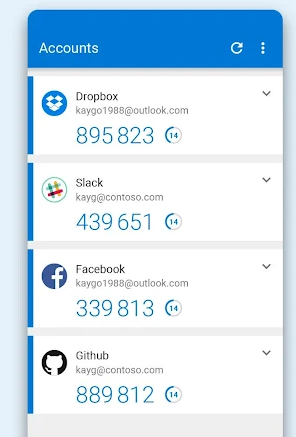 Accounts
Dropbox
kaygo1988@outlook.com
895 823 14
Slack
kayg@contoso.com
439 651 14
Facebook
kaygo1988@outlook.com
339 813 14
Github
kayg@contoso.com
889 812 14